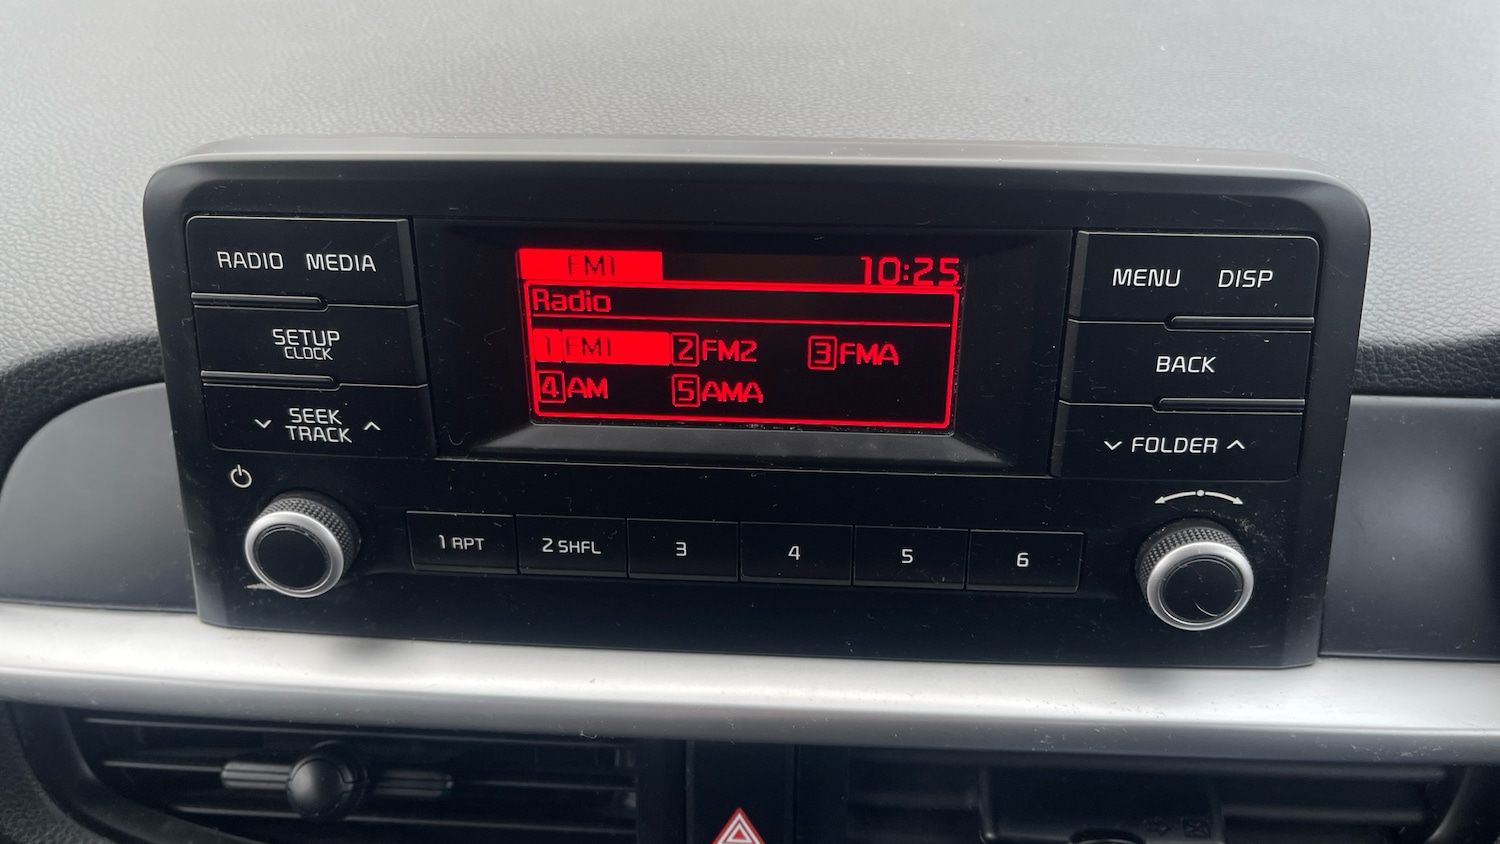 RADIO MEDIA
SETUP
CLOCK
SEEK
TRACK
FM1 10:25
Radio
1 FM1 2 FM2 3 FMA
4 AM 5 AMA
MENU DISP
BACK
FOLDER
1 RPT 2 SHFL 3 4 5 6